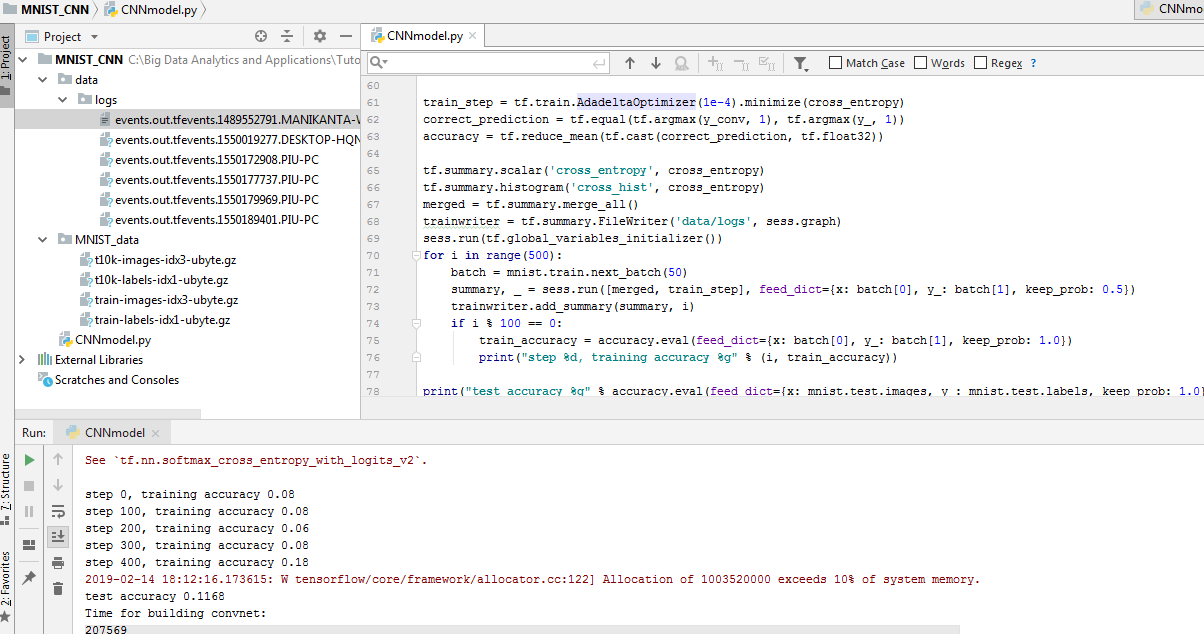 MNIST_CNN
CNNmodel.py
CNNmo
1: Project
Project
MNIST_CNN C:\Big Data Analytics and Applications\Tuto
data
logs
events.out.tfevents.1489552791.MANIKANTA-W
events.out.tfevents.1550019277.DESKTOP-HQN
events.out.tfevents.1550172908.PIU-PC
events.out.tfevents.1550177737.PIU-PC
events.out.tfevents.1550179969.PIU-PC
events.out.tfevents.1550189401.PIU-PC
MNIST_data
t10k-images-idx3-ubyte.gz
t10k-labels-idx1-ubyte.gz
train-images-idx3-ubyte.gz
train-labels-idx1-ubyte.gz
CNNmodel.py
External Libraries
Scratches and Consoles
CNNmodel.py
Match Case
Words
Regex ?
60
61 train_step = tf.train.AdadeltaOptimizer(1e-4).minimize(cross_entropy)
62 correct_prediction = tf.equal(tf.argmax(y_conv, 1), tf.argmax(y_, 1))
63 accuracy = tf.reduce_mean(tf.cast(correct_prediction, tf.float32))
64
65 tf.summary.scalar('cross_entropy', cross_entropy)
66 tf.summary.histogram('cross_hist', cross_entropy)
67 merged = tf.summary.merge_all()
68 trainwriter = tf.summary.FileWriter('data/logs', sess.graph)
69 sess.run(tf.global_variables_initializer())
70 for i in range(500):
71 batch = mnist.train.next_batch(50)
72 summary, _ = sess.run([merged, train_step], feed_dict={x: batch[0], y_: batch[1], keep_prob: 0.5})
73 trainwriter.add_summary(summary, i)
74 if i % 100 == 0:
75 train_accuracy = accuracy.eval(feed_dict={x: batch[0], y_: batch[1], keep_prob: 1.0})
76 print("step %d, training accuracy %g" % (i, train_accuracy))
77
78 print("test accuracy %g" % accuracy.eval(feed_dict={x: mnist.test.images, y_: mnist.test.labels, keep_prob: 1.0}
Run:
CNNmodel
See `tf.nn.softmax_cross_entropy_with_logits_v2`.
step 0, training accuracy 0.08
step 100, training accuracy 0.08
step 200, training accuracy 0.06
step 300, training accuracy 0.08
step 400, training accuracy 0.18
2019-02-14 18:12:16.173615: W tensorflow/core/framework/allocator.cc:122] Allocation of 1003520000 exceeds 10% of system memory.
test accuracy 0.1168
Time for building convnet:
207569
7: Structure
2: Favorites